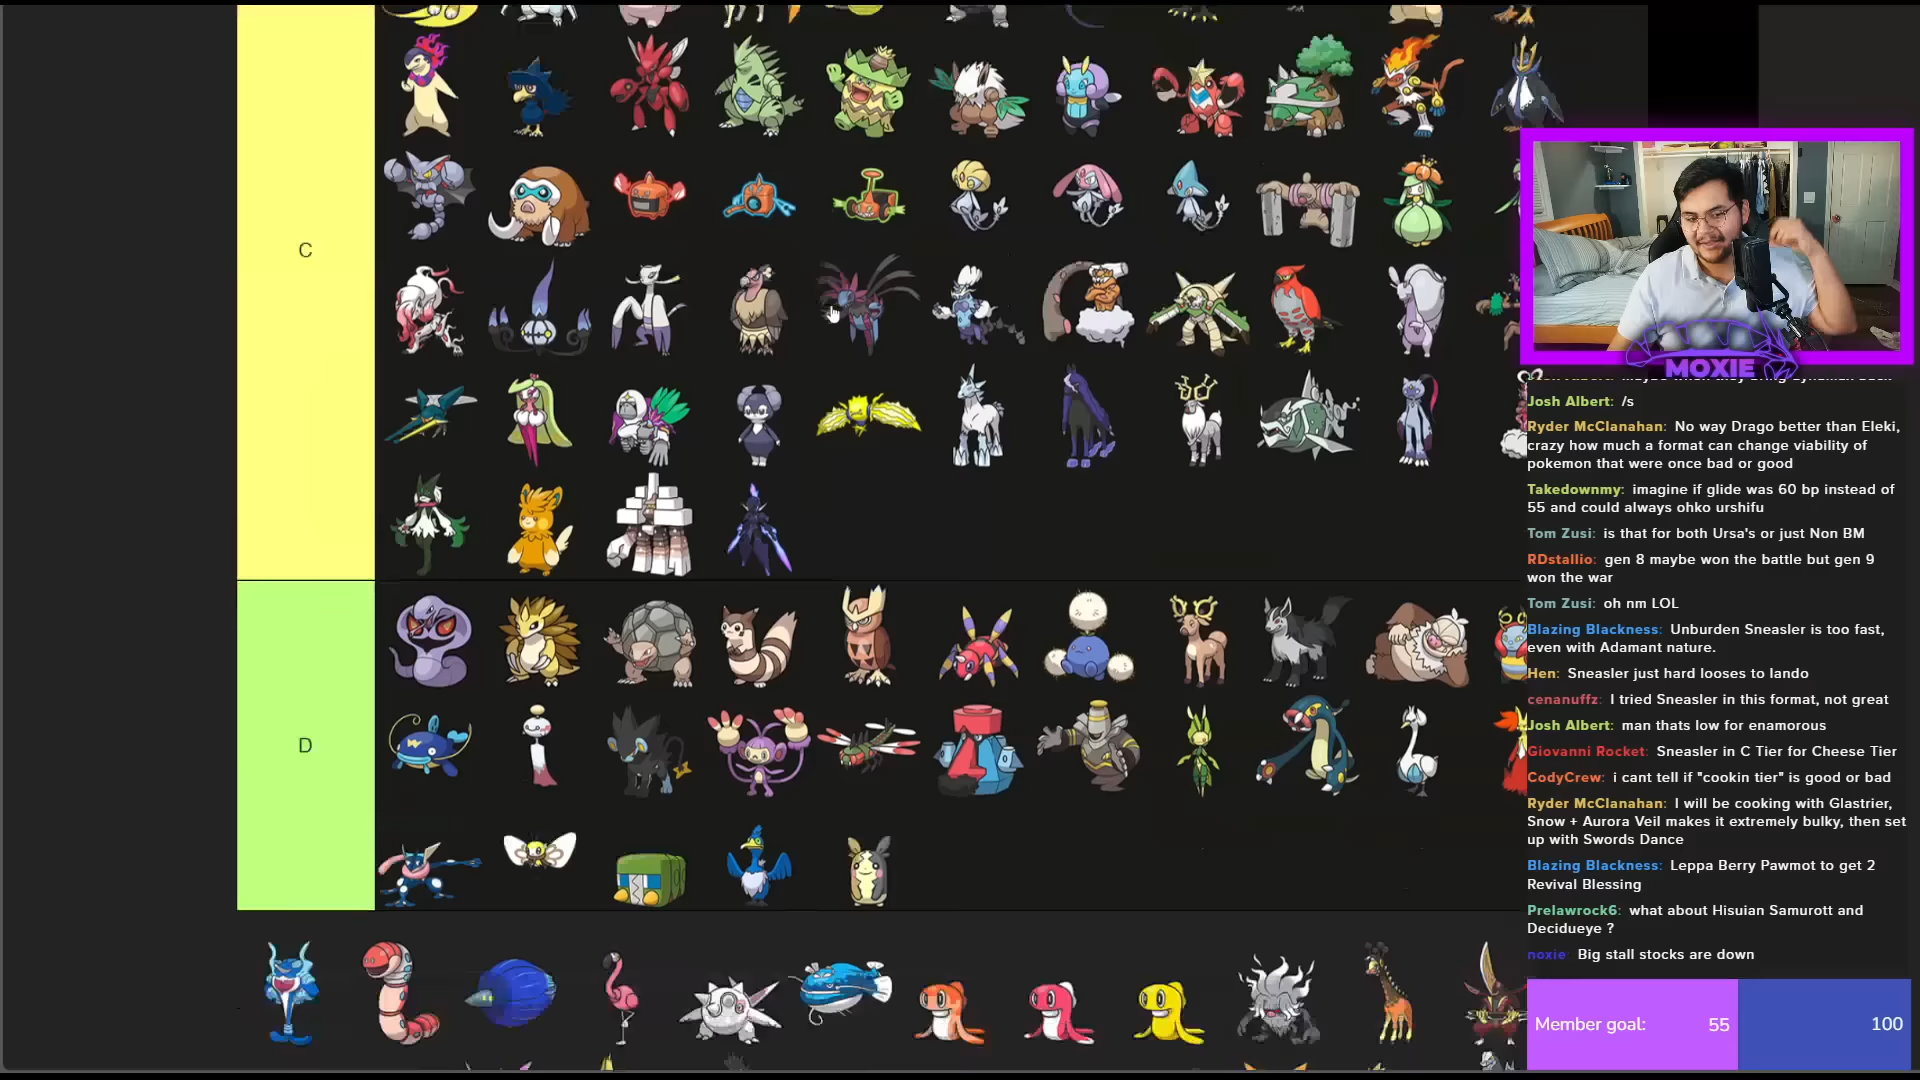 C
D
MOXIE
Josh Albert: /s
Ryder McClanahan: No way Drago better than Eleki,
crazy how much a format can change viability of
pokemon that were once bad or good
Takedownmy: imagine if glide was 60 bp instead of
55 and could always ohko urshifu
Tom Zusi: is that for both Ursa's or just Non BM
RDstallio: gen 8 maybe won the battle but gen 9
won the war
Tom Zusi: oh nm LOL
Blazing Blackness: Unburden Sneasler is too fast,
even with Adamant nature.
Hen: Sneasler just hard looses to lando
cenanuffz: I tried Sneasler in this format, not great
Josh Albert: man thats low for enamorous
Giovanni Rocket: Sneasler in C Tier for Cheese Tier
CodyCrew: i cant tell if "cookin tier" is good or bad
Ryder McClanahan: I will be cooking with Glastrier,
Snow + Aurora Veil makes it extremely bulky, then set
up with Swords Dance
Blazing Blackness: Leppa Berry Pawmot to get 2
Revival Blessing
Prelawrock6: what about Hisuian Samurott and
Decidueye ?
noxie: Big stall stocks are down
Member goal: 55 100